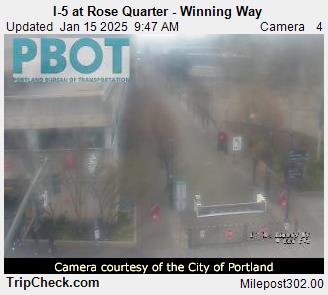 I-5 at Rose Quarter - Winning Way
Updated Jan 15 2025 9:47 AM Camera 4
PBOT
PORTLAND BUREAU OF TRANSPORTATION
Camera courtesy of the City of Portland
TripCheck.com Milepost302.00